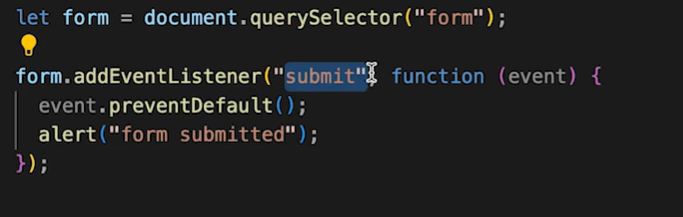 let form = document.querySelector("form");
form.addEventListener("submit", function (event) {
event.preventDefault();
alert("form submitted");
});